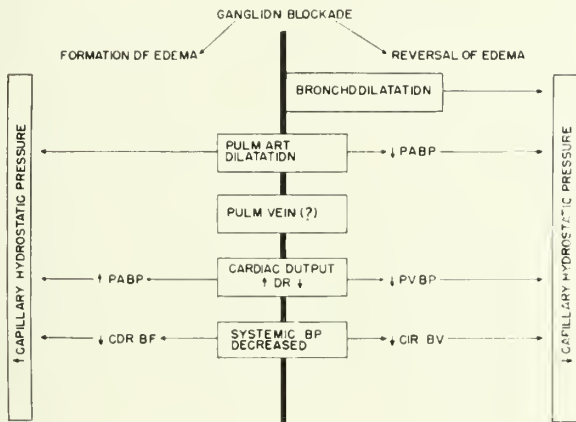 GANGLION BLOCKADE
FORMATION OF EDEMA
REVERSAL OF EDEMA
BRONCHODILATATION
PULM ART
DILATATION
↓ PABP
PULM VEIN (?)
↑ PABP
CARDIAC OUTPUT
↑ OR ↓
↓ PVBP
↓ COR BF
SYSTEMIC BP
DECREASED
↓ CIR BV
↑ CAPILLARY HYDROSTATIC PRESSURE
↓ CAPILLARY HYDROSTATIC PRESSURE